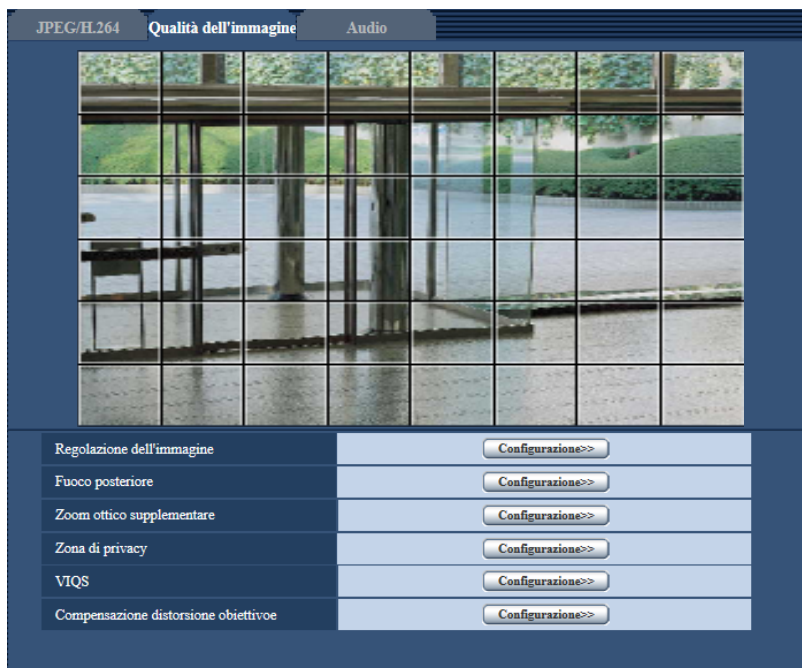 JPEG/H.264 Qualità dell'immagine Audio
Regolazione dell'immagine Configurazione>>
Fuoco posteriore Configurazione>>
Zoom ottico supplementare Configurazione>>
Zona di privacy Configurazione>>
VIQS Configurazione>>
Compensazione distorsione obiettivoe Configurazione>>